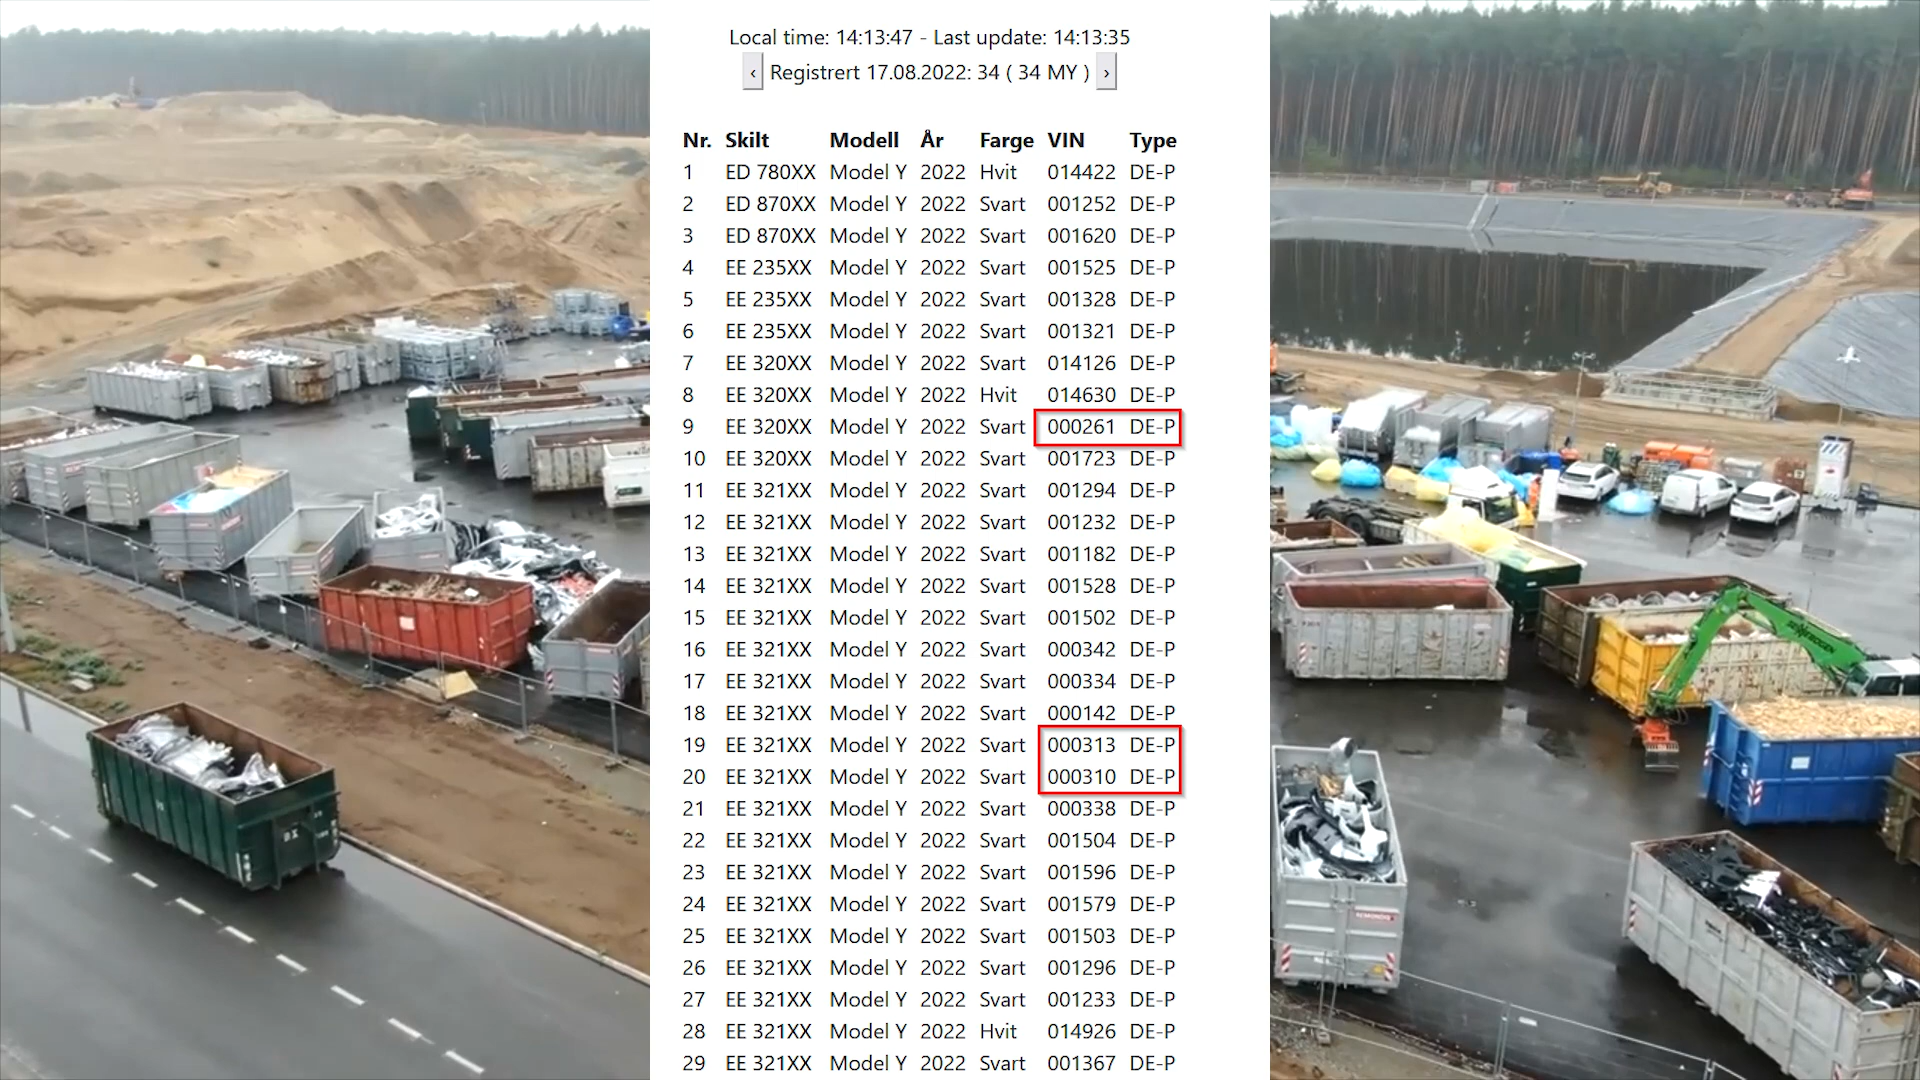 Local time: 14:13:47 - Last update: 14:13:35
‹ Registrert 17.08.2022: 34 ( 34 MY ) ›
Nr. Skilt Modell År Farge VIN Type
1 ED 780XX Model Y 2022 Hvit 014422 DE-P
2 ED 870XX Model Y 2022 Svart 001252 DE-P
3 ED 870XX Model Y 2022 Svart 001620 DE-P
4 EE 235XX Model Y 2022 Svart 001525 DE-P
5 EE 235XX Model Y 2022 Svart 001328 DE-P
6 EE 235XX Model Y 2022 Svart 001321 DE-P
7 EE 320XX Model Y 2022 Svart 014126 DE-P
8 EE 320XX Model Y 2022 Hvit 014630 DE-P
9 EE 320XX Model Y 2022 Svart 000261 DE-P
10 EE 320XX Model Y 2022 Svart 001723 DE-P
11 EE 321XX Model Y 2022 Svart 001294 DE-P
12 EE 321XX Model Y 2022 Svart 001232 DE-P
13 EE 321XX Model Y 2022 Svart 001182 DE-P
14 EE 321XX Model Y 2022 Svart 001528 DE-P
15 EE 321XX Model Y 2022 Svart 001502 DE-P
16 EE 321XX Model Y 2022 Svart 000342 DE-P
17 EE 321XX Model Y 2022 Svart 000334 DE-P
18 EE 321XX Model Y 2022 Svart 000142 DE-P
19 EE 321XX Model Y 2022 Svart 000313 DE-P
20 EE 321XX Model Y 2022 Svart 000310 DE-P
21 EE 321XX Model Y 2022 Svart 000338 DE-P
22 EE 321XX Model Y 2022 Svart 001504 DE-P
23 EE 321XX Model Y 2022 Svart 001596 DE-P
24 EE 321XX Model Y 2022 Svart 001579 DE-P
25 EE 321XX Model Y 2022 Svart 001503 DE-P
26 EE 321XX Model Y 2022 Svart 001296 DE-P
27 EE 321XX Model Y 2022 Svart 001233 DE-P
28 EE 321XX Model Y 2022 Hvit 014926 DE-P
29 EE 321XX Model Y 2022 Svart 001367 DE-P
SENNEBOGEN
REMONDIS